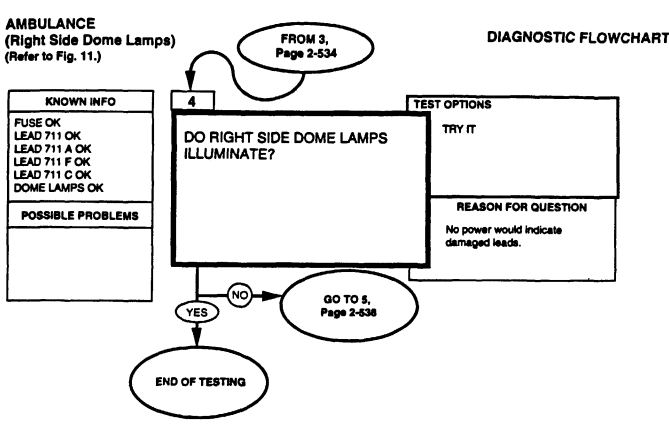 AMBULANCE
(Right Side Dome Lamps)
(Refer to Fig. 11.)
DIAGNOSTIC FLOWCHART
FROM 3,
Page 2-534
KNOWN INFO
FUSE OK
LEAD 711 OK
LEAD 711 A OK
LEAD 711 F OK
LEAD 711 C OK
DOME LAMPS OK
POSSIBLE PROBLEMS
4
DO RIGHT SIDE DOME LAMPS
ILLUMINATE?
TEST OPTIONS
TRY IT
REASON FOR QUESTION
No power would indicate
damaged leads.
NO
GO TO 5,
Page 2-536
YES
END OF TESTING